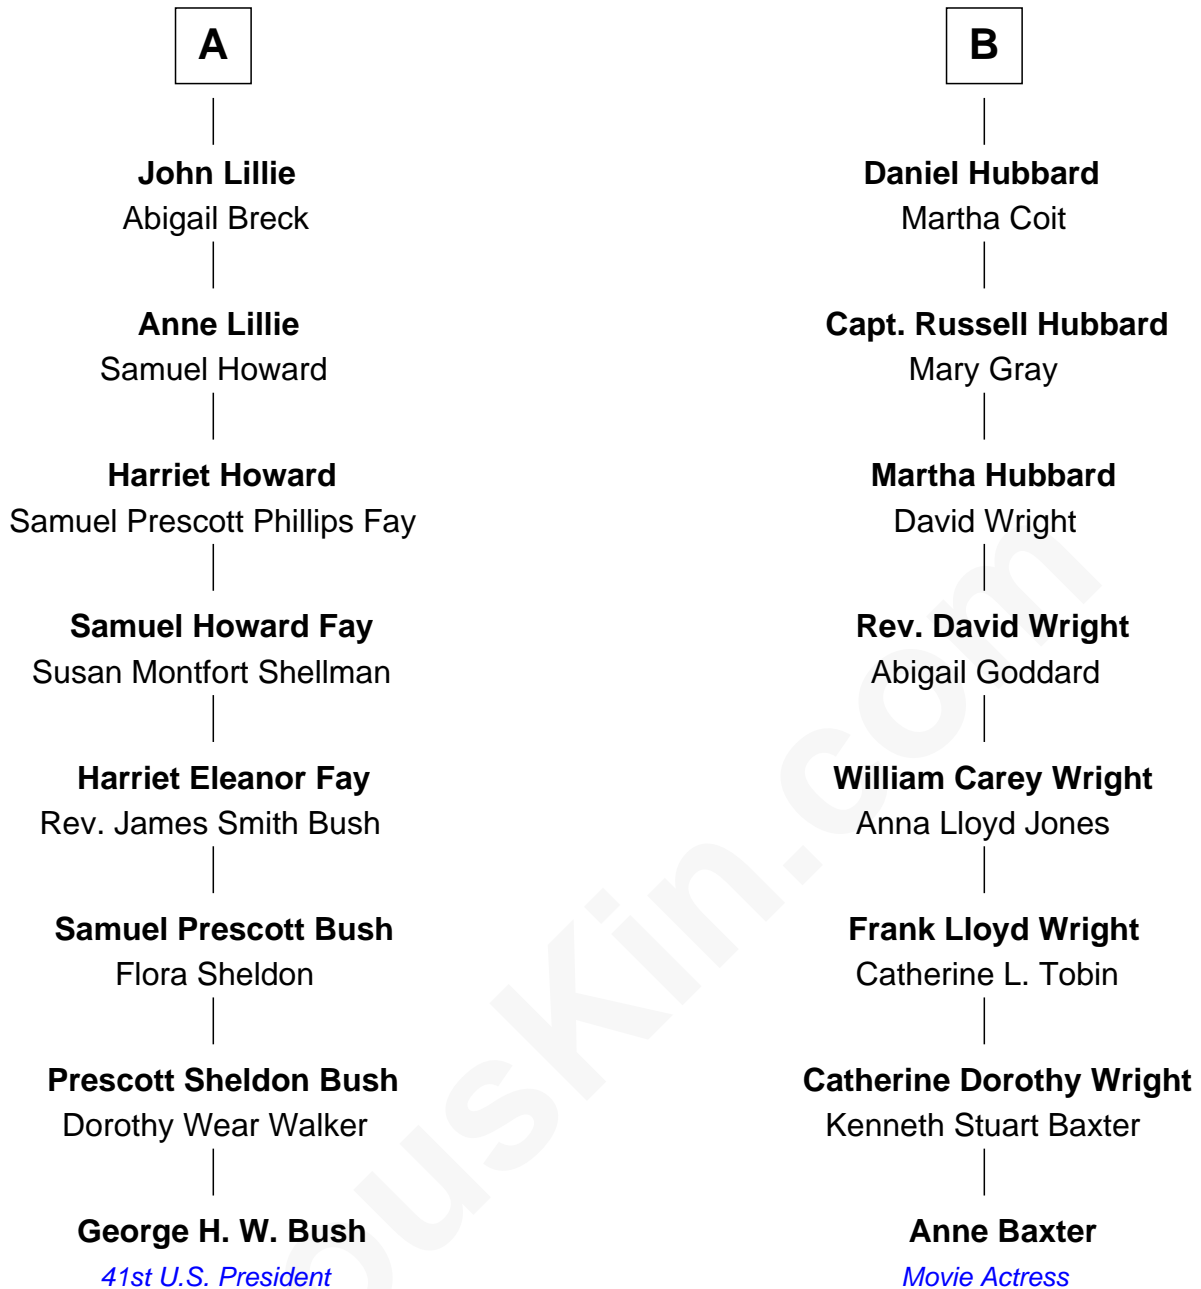 A
John Lillie
Abigail Breck
Anne Lillie
Samuel Howard
Harriet Howard
Samuel Prescott Phillips Fay
Samuel Howard Fay
Susan Montfort Shellman
Harriet Eleanor Fay
Rev. James Smith Bush
Samuel Prescott Bush
Flora Sheldon
Prescott Sheldon Bush
Dorothy Wear Walker
George H. W. Bush
41st U.S. President
B
Daniel Hubbard
Martha Coit
Capt. Russell Hubbard
Mary Gray
Martha Hubbard
David Wright
Rev. David Wright
Abigail Goddard
William Carey Wright
Anna Lloyd Jones
Frank Lloyd Wright
Catherine L. Tobin
Catherine Dorothy Wright
Kenneth Stuart Baxter
Anne Baxter
Movie Actress
ousKin.com